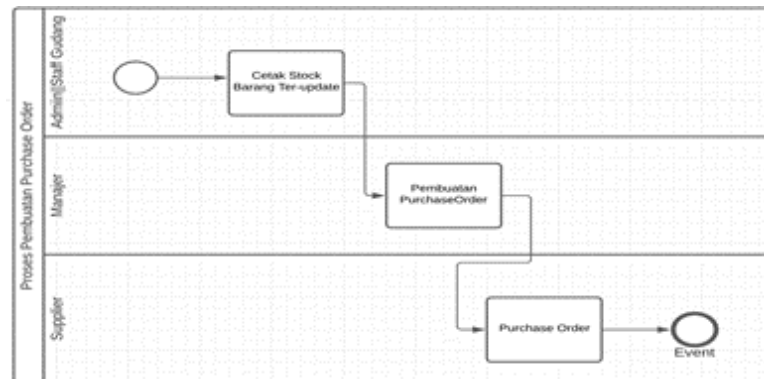 Proses Pembuatan Purchase Order
Admin||Staff Gudang
Cetak Stock
Barang Ter-update
Manajer
Pembuatan
PurchaseOrder
Supplier
Purchase Order
Event